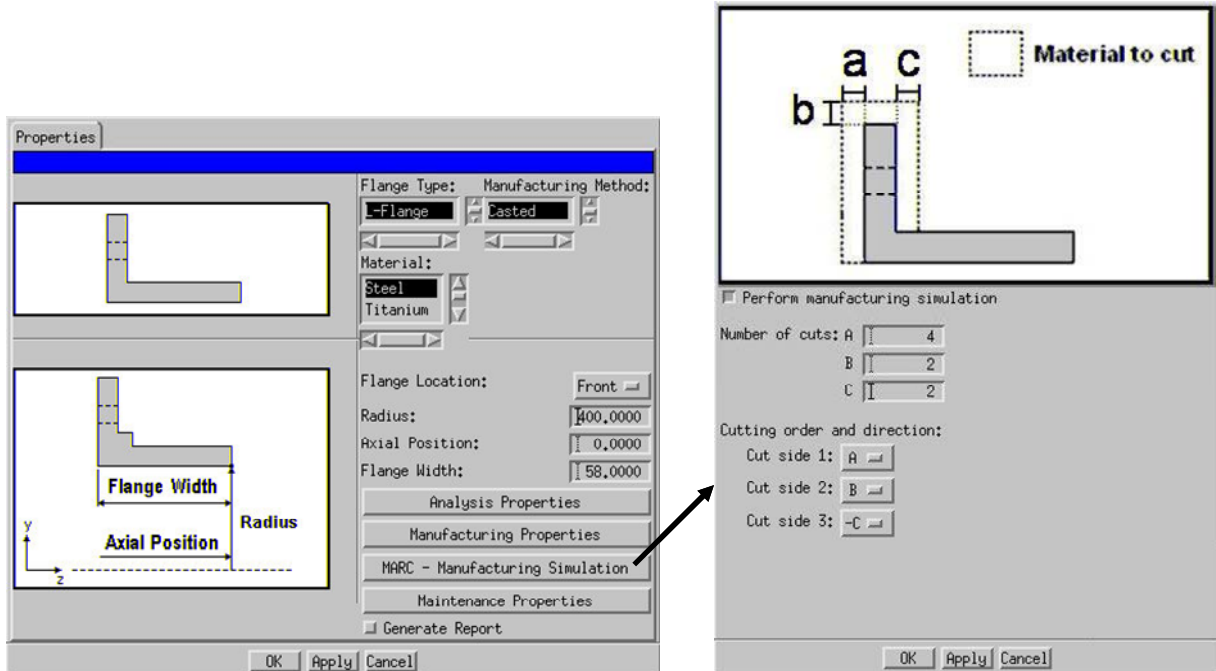 Properties
Flange Type: Manufacturing Method:
L-Flange Casted
Material:
Steel
Titanium
Flange Location: Front
Radius: 400.0000
Axial Position: 0.0000
Flange Width: 58.0000
Analysis Properties
Manufacturing Properties
MARC - Manufacturing Simulation
Maintenance Properties
Generate Report
OK Apply Cancel
Flange Width
Radius
Axial Position
y
z
Material to cut
a c
b
Perform manufacturing simulation
Number of cuts: A 4
B 2
C 2
Cutting order and direction:
Cut side 1: A
Cut side 2: B
Cut side 3: -C
OK Apply Cancel